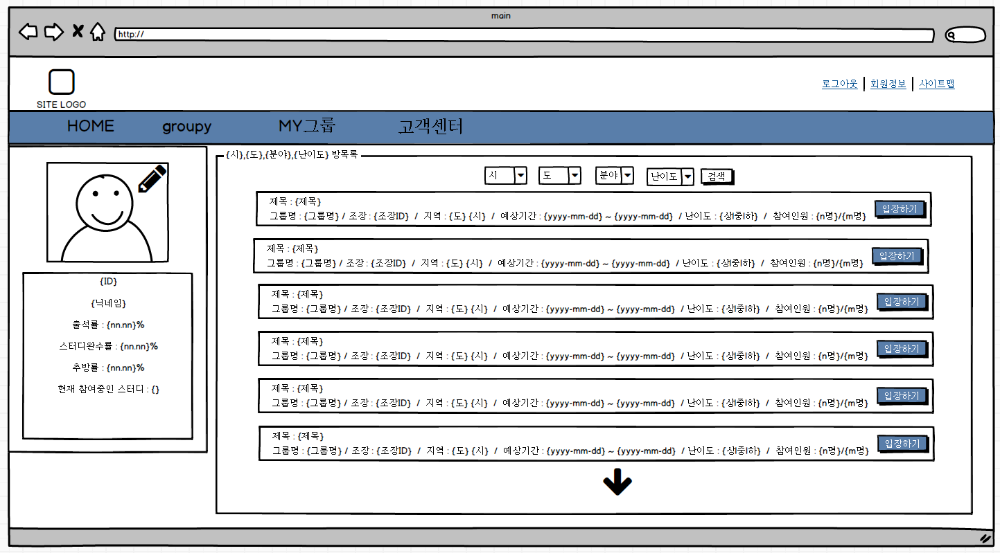 main
http://
로그아웃 | 회원정보 | 사이트맵
SITE LOGO
HOME groupy MY그룹 고객센터
{시},{도},{분야},{난이도} 방목록
시 도 분야 난이도 검색
{ID}
{닉네임}
출석률 : {nn.nn}%
스터디완수률 : {nn.nn}%
추방률 : {nn.nn}%
현재 참여중인 스터디 : {}
제목 : {제목}
그룹명 : {그룹명} / 조장 : {조장ID} / 지역 : {도} {시} / 예상기간 : {yyyy-mm-dd} ~ {yyyy-mm-dd} / 난이도 : {상|중|하} / 참여인원 : {n명}/{m명}
입장하기
제목 : {제목}
그룹명 : {그룹명} / 조장 : {조장ID} / 지역 : {도} {시} / 예상기간 : {yyyy-mm-dd} ~ {yyyy-mm-dd} / 난이도 : {상|중|하} / 참여인원 : {n명}/{m명}
입장하기
제목 : {제목}
그룹명 : {그룹명} / 조장 : {조장ID} / 지역 : {도} {시} / 예상기간 : {yyyy-mm-dd} ~ {yyyy-mm-dd} / 난이도 : {상|중|하} / 참여인원 : {n명}/{m명}
입장하기
제목 : {제목}
그룹명 : {그룹명} / 조장 : {조장ID} / 지역 : {도} {시} / 예상기간 : {yyyy-mm-dd} ~ {yyyy-mm-dd} / 난이도 : {상|중|하} / 참여인원 : {n명}/{m명}
입장하기
제목 : {제목}
그룹명 : {그룹명} / 조장 : {조장ID} / 지역 : {도} {시} / 예상기간 : {yyyy-mm-dd} ~ {yyyy-mm-dd} / 난이도 : {상|중|하} / 참여인원 : {n명}/{m명}
입장하기
제목 : {제목}
그룹명 : {그룹명} / 조장 : {조장ID} / 지역 : {도} {시} / 예상기간 : {yyyy-mm-dd} ~ {yyyy-mm-dd} / 난이도 : {상|중|하} / 참여인원 : {n명}/{m명}
입장하기